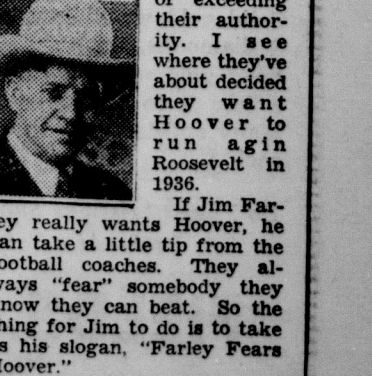 or exceeding
their author-
ity. I see
where they've
about decided
they want
Hoover to
run agin
Roosevelt in
1936.
If Jim Far-
ey really wants Hoover, he
an take a little tip from the
ootball coaches. They al-
ways "fear" somebody they
now they can beat. So the
hing for Jim to do is to take
s his slogan, "Farley Fears
Hoover."